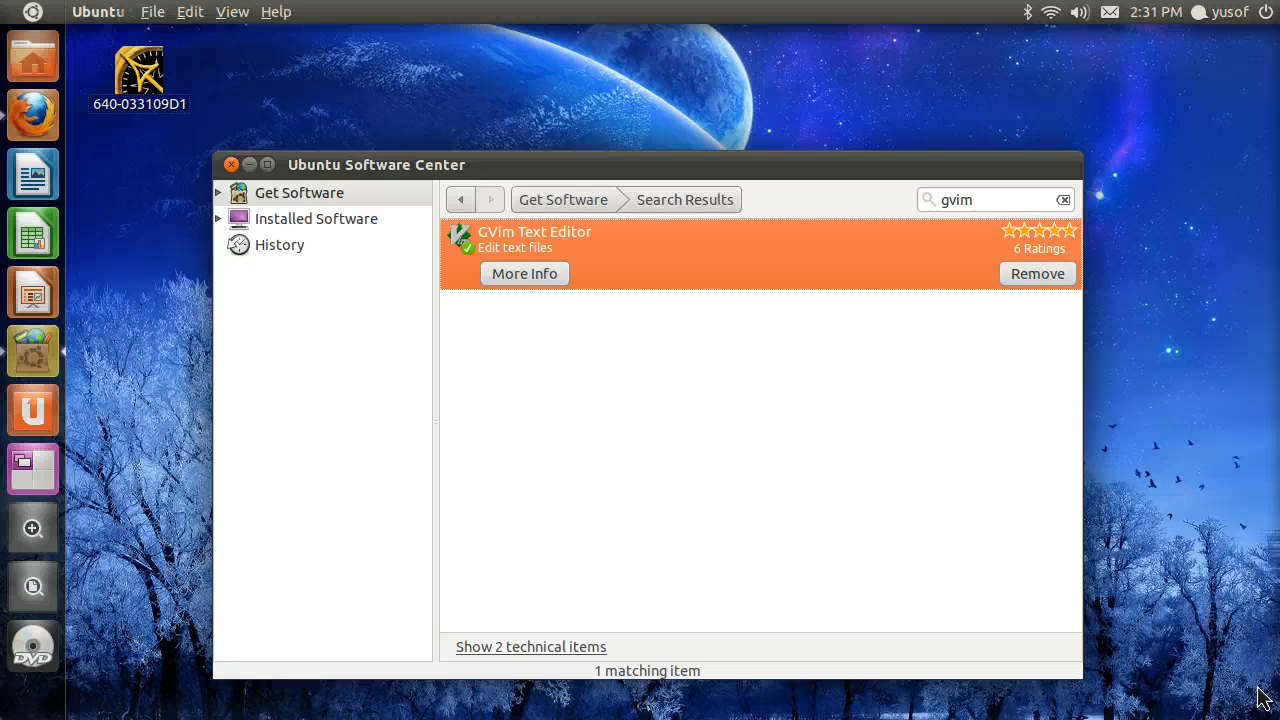 Ubuntu File Edit View Help 2:31 PM yusof
640-033109D1
Ubuntu Software Center
Get Software
Installed Software
History
Get Software Search Results gvim
GVim Text Editor
Edit text files
6 Ratings
More Info Remove
Show 2 technical items
1 matching item
U
DVD